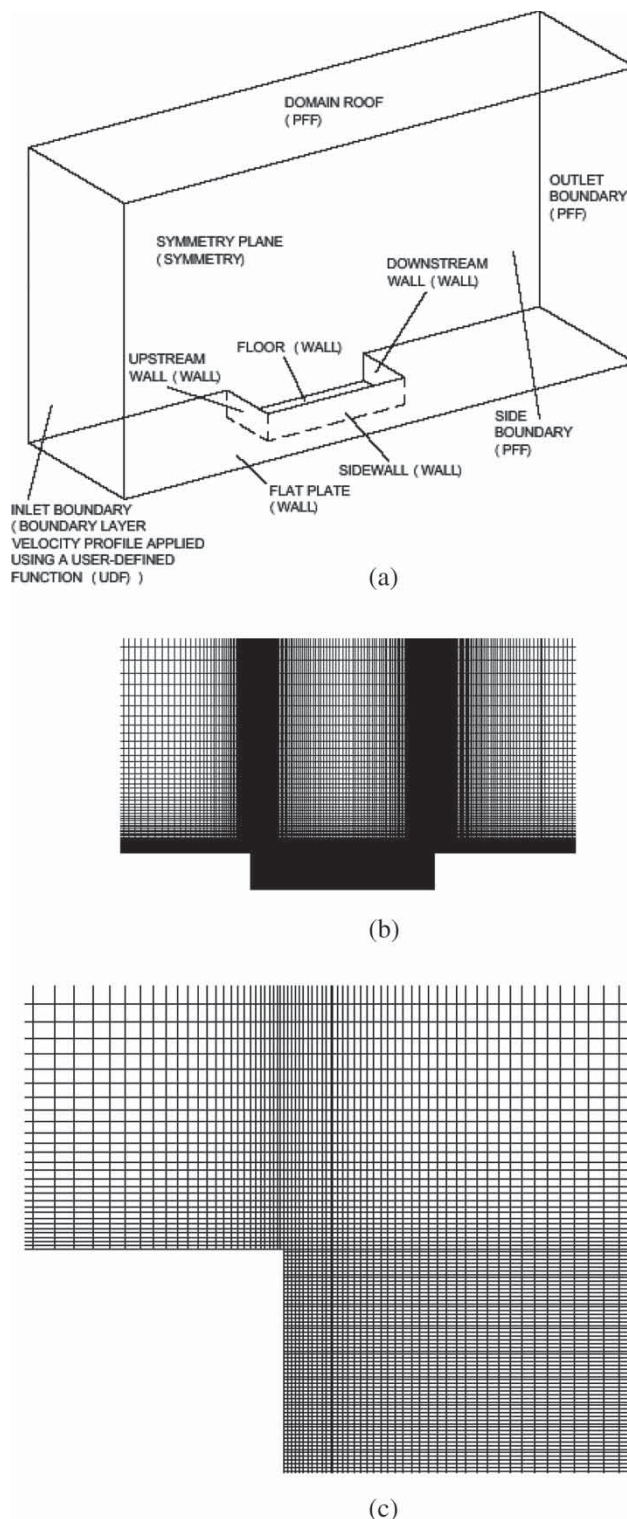 DOMAIN ROOF
(PFF)
OUTLET
BOUNDARY
(PFF)
SYMMETRY PLANE
(SYMMETRY)
DOWNSTREAM
WALL (WALL)
FLOOR (WALL)
UPSTREAM
WALL (WALL)
SIDE
BOUNDARY
(PFF)
SIDEWALL (WALL)
FLAT PLATE
(WALL)
INLET BOUNDARY
( BOUNDARY LAYER
VELOCITY PROFILE APPLIED
USING A USER-DEFINED
FUNCTION (UDF) )
(a)
(b)
(c)